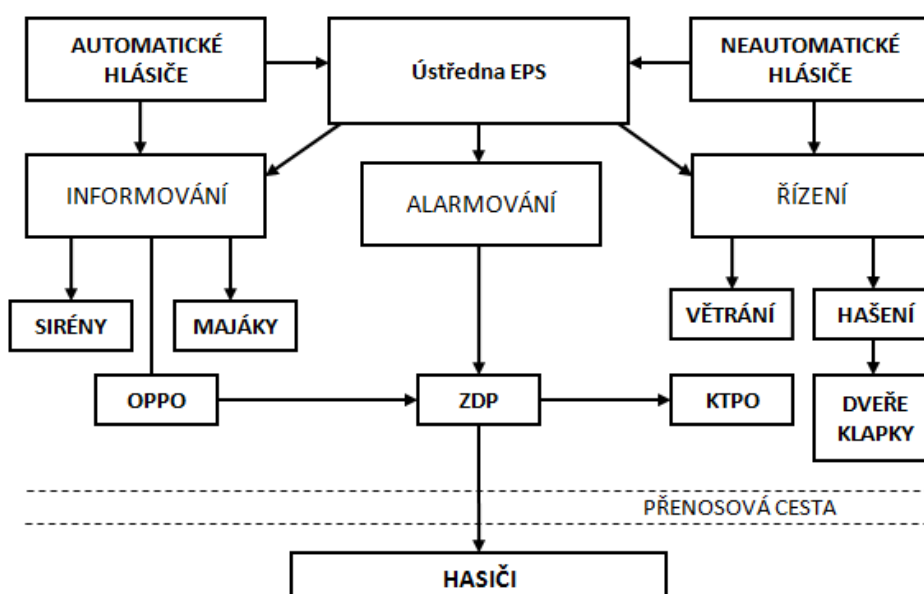 AUTOMATICKÉ
HLÁSIČE
Ústředna EPS
NEAUTOMATICKÉ
HLÁSIČE
INFORMOVÁNÍ
ALARMOVÁNÍ
ŘÍZENÍ
SIRÉNY
MAJÁKY
VĚTRÁNÍ
HAŠENÍ
OPPO
ZDP
KTPO
DVEŘE
KLAPKY
PŘENOSOVÁ CESTA
HASIČI